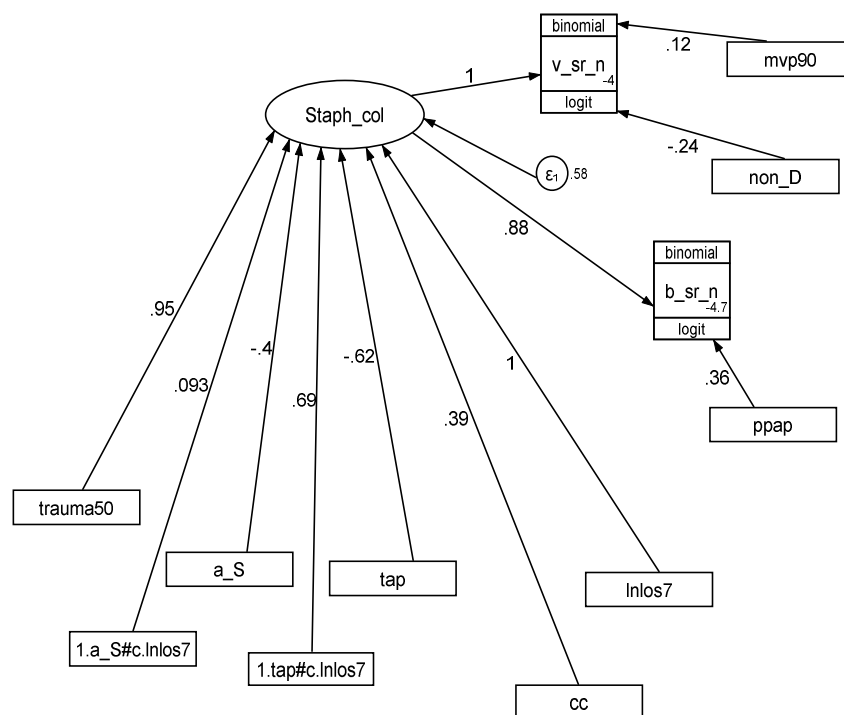 binomial
v_sr_n
-4
logit
.12
mvp90
1
Staph_col
-.24
non_D
ε₁
.58
.88
binomial
b_sr_n
-4.7
logit
.36
ppap
.95
.093
-.4
.69
-.62
.39
1
trauma50
a_S
tap
lnlos7
1.a_S#c.lnlos7
1.tap#c.lnlos7
cc